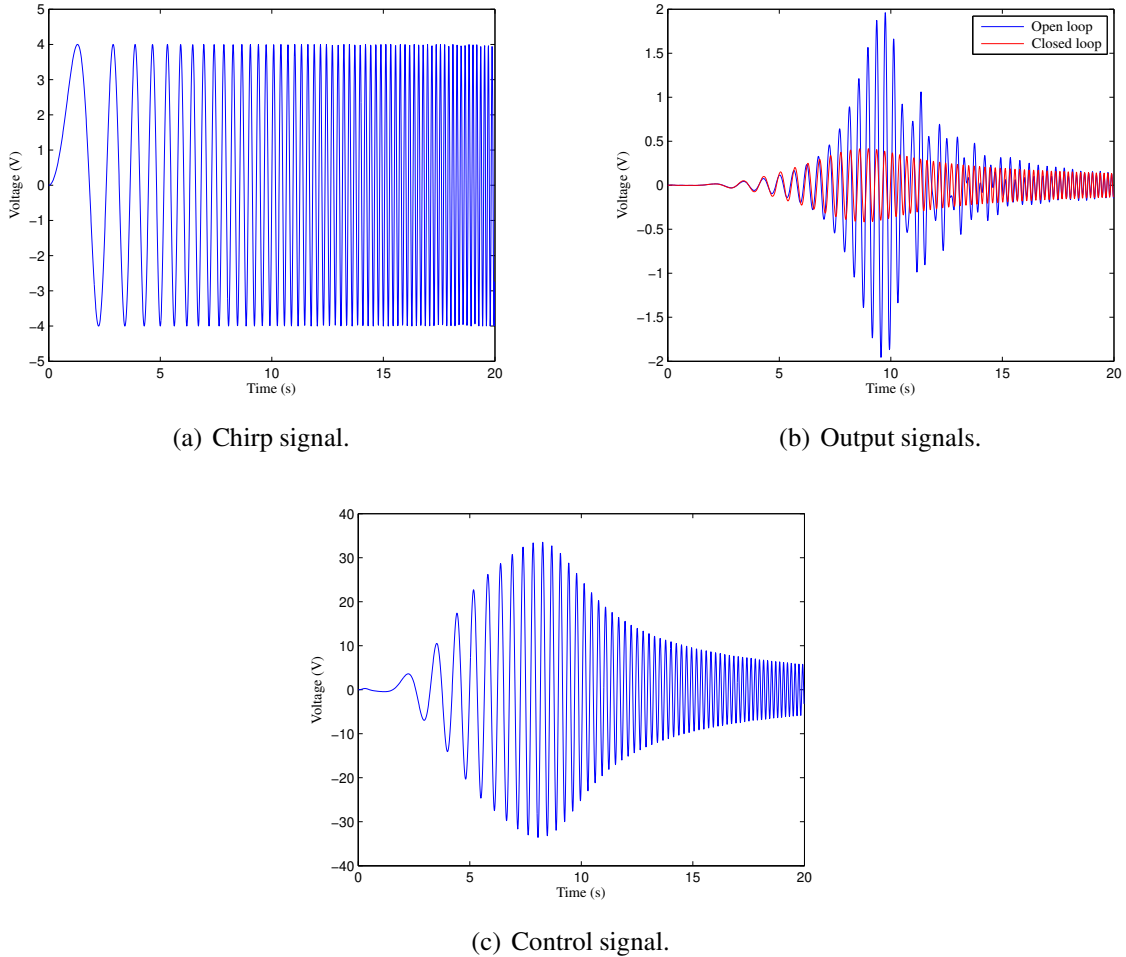 5
4
3
2
1
0
−1
−2
−3
−4
−5
Voltage (V)
0 5 10 15 20
Time (s)
(a) Chirp signal.
2
1.5
1
0.5
0
−0.5
−1
−1.5
−2
Voltage (V)
Open loop
Closed loop
0 5 10 15 20
Time (s)
(b) Output signals.
40
30
20
10
0
−10
−20
−30
−40
Voltage (V)
0 5 10 15 20
Time (s)
(c) Control signal.